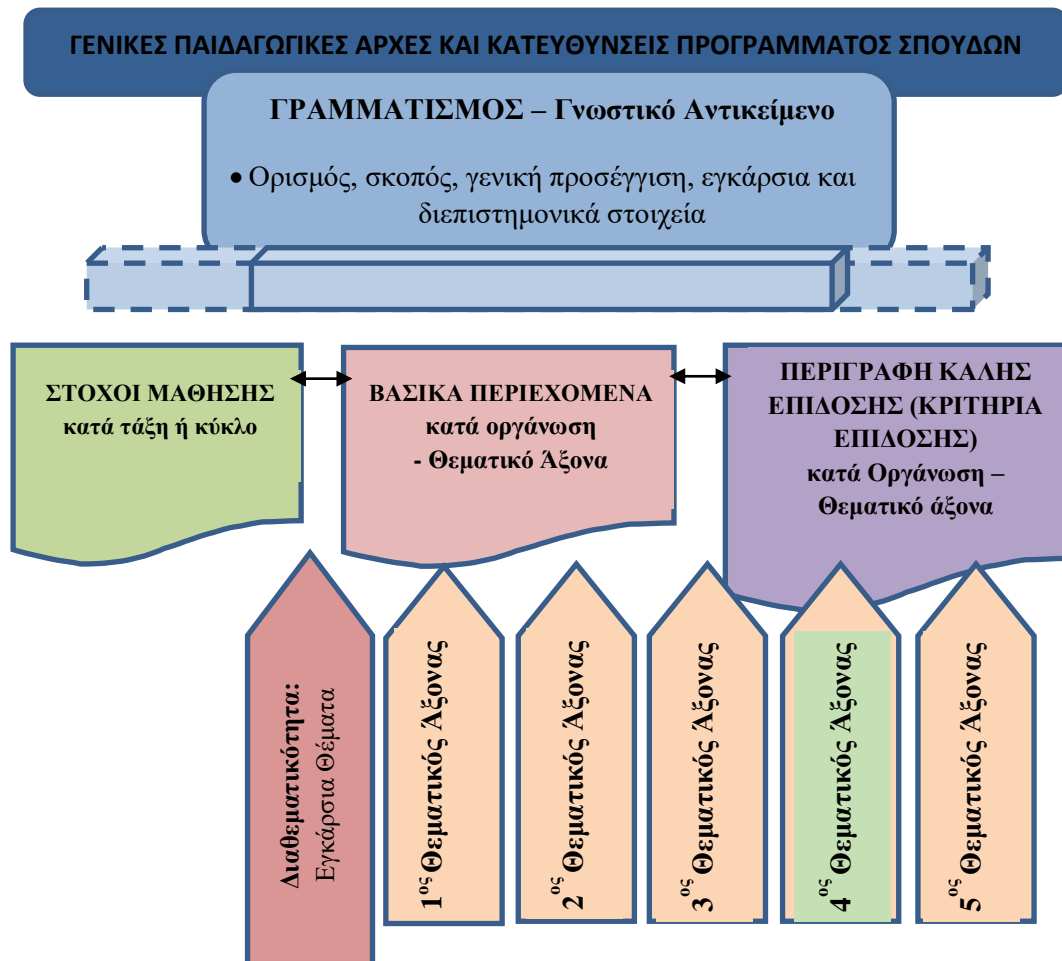 ΓΕΝΙΚΕΣ ΠΑΙΔΑΓΩΓΙΚΕΣ ΑΡΧΕΣ ΚΑΙ ΚΑΤΕΥΘΥΝΣΕΙΣ ΠΡΟΓΡΑΜΜΑΤΟΣ ΣΠΟΥΔΩΝ
ΓΡΑΜΜΑΤΙΣΜΟΣ – Γνωστικό Αντικείμενο
• Ορισμός, σκοπός, γενική προσέγγιση, εγκάρσια και
διεπιστημονικά στοιχεία
ΣΤΟΧΟΙ ΜΑΘΗΣΗΣ
κατά τάξη ή κύκλο
ΒΑΣΙΚΑ ΠΕΡΙΕΧΟΜΕΝΑ
κατά οργάνωση
- Θεματικό Άξονα
ΠΕΡΙΓΡΑΦΗ ΚΑΛΗΣ
ΕΠΙΔΟΣΗΣ (ΚΡΙΤΗΡΙΑ
ΕΠΙΔΟΣΗΣ)
κατά Οργάνωση –
Θεματικό άξονα
Διαθεματικότητα:
Εγκάρσια Θέματα
1ος Θεματικός Άξονας
2ος Θεματικός Άξονας
3ος Θεματικός Άξονας
4ος Θεματικός Άξονας
5ος Θεματικός Άξονας